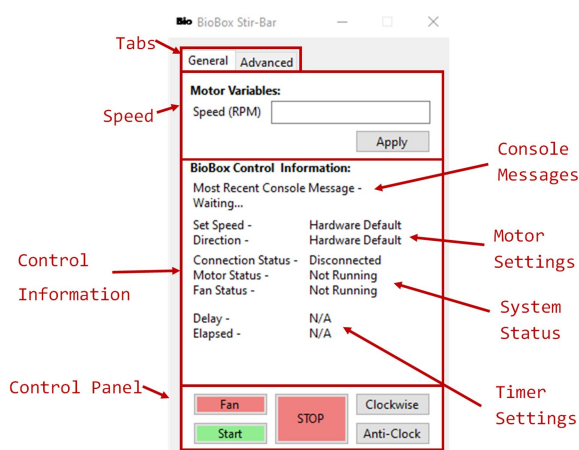 Bio BioBox Stir-Bar
Tabs
General Advanced
Motor Variables:
Speed
Speed (RPM)
Apply
BioBox Control Information:
Console
Messages
Most Recent Console Message -
Waiting...
Set Speed - Hardware Default
Direction - Hardware Default
Motor
Settings
Control
Information
Connection Status - Disconnected
Motor Status - Not Running
Fan Status - Not Running
System
Status
Delay - N/A
Elapsed - N/A
Timer
Settings
Control Panel
Fan
STOP
Clockwise
Start
Anti-Clock